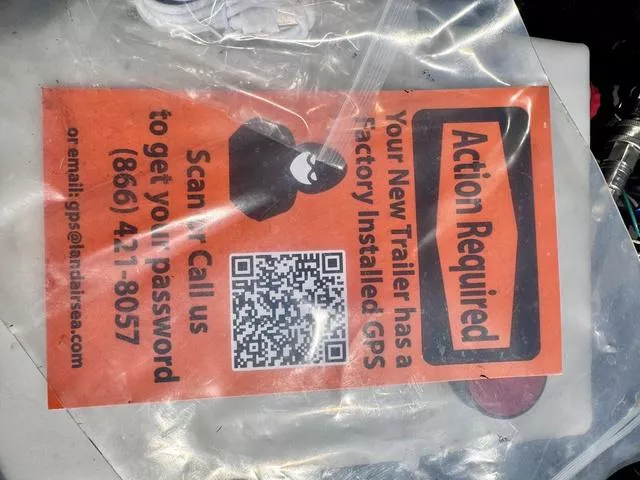 Action Required
Your New Trailer has a
Factory Installed GPS
Scan or Call us
to get your password
(866) 421-8057
or email: gps@landairsea.com